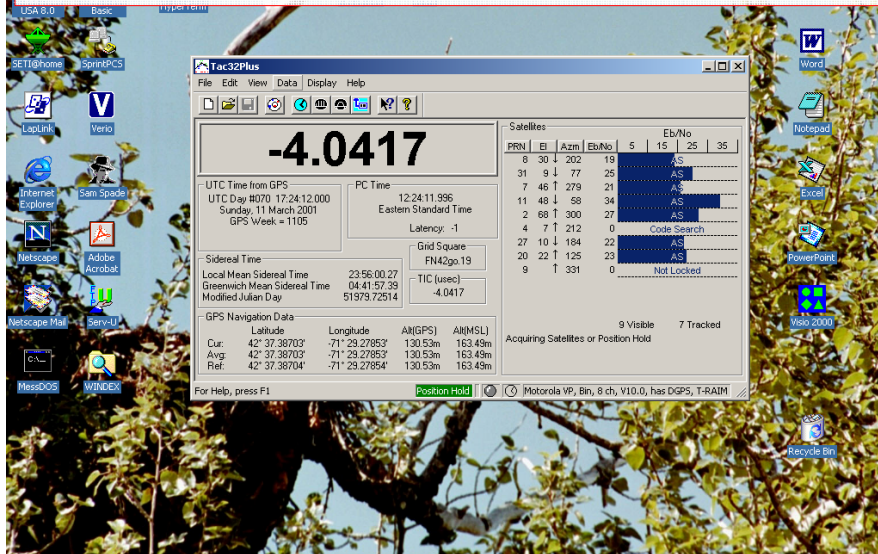 USA 8.0
Basic
HyperTerm
SETI@home
SprintPCS
LapLink
Verio
Internet
Explorer
Sam Spade
Netscape
Adobe
Acrobat
Netscape Mail
Serv-U
C:\_
MessDOS
WINDEX
Tac32Plus
File Edit View Data Display Help
-4.0417
UTC Time from GPS
UTC Day #070 17:24:12.000
Sunday, 11 March 2001
GPS Week = 1105
PC Time
12:24:11.996
Eastern Standard Time
Latency: -1
Grid Square
FN42go.19
Sidereal Time
Local Mean Sidereal Time 23:56:00.27
Greenwich Mean Sidereal Time 04:41:57.39
Modified Julian Day 51979.72514
TIC (usec)
-4.0417
GPS Navigation Data
Latitude Longitude Alt(GPS) Alt(MSL)
Cur: 42° 37.38703' -71° 29.27853' 130.53m 163.49m
Avg: 42° 37.38703' -71° 29.27853' 130.53m 163.49m
Ref: 42° 37.38704' -71° 29.27854' 130.53m 163.49m
Satellites
Eb/No
PRN El Azm Eb/No 5 15 25 35
8 30 ↓ 202 19 AS
31 9 ↓ 77 25 AS
7 46 ↑ 279 21 AS
11 48 ↓ 58 34 AS
2 68 ↑ 300 27 AS
4 7 ↑ 212 0 Code Search
27 10 ↓ 184 22 AS
20 22 ↑ 125 23 AS
9 ↑ 331 0 Not Locked
9 Visible 7 Tracked
Acquiring Satellites or Position Hold
For Help, press F1
Position Hold
Motorola VP, Bin, 8 ch, V10.0, has DGPS, T-RAIM
Word
Notepad
Excel
PowerPoint
Visio 2000
Recycle Bin